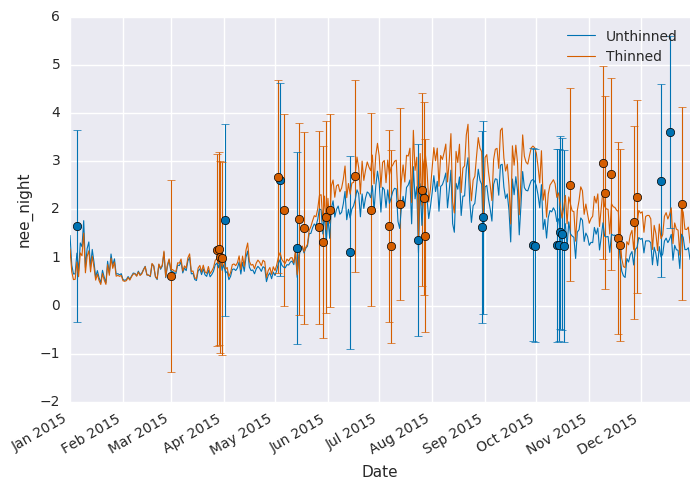 6
5
4
3
2
1
0
−1
−2
nee_night
Unthinned
Thinned
Jan 2015
Feb 2015
Mar 2015
Apr 2015
May 2015
Jun 2015
Jul 2015
Aug 2015
Sep 2015
Oct 2015
Nov 2015
Dec 2015
Date